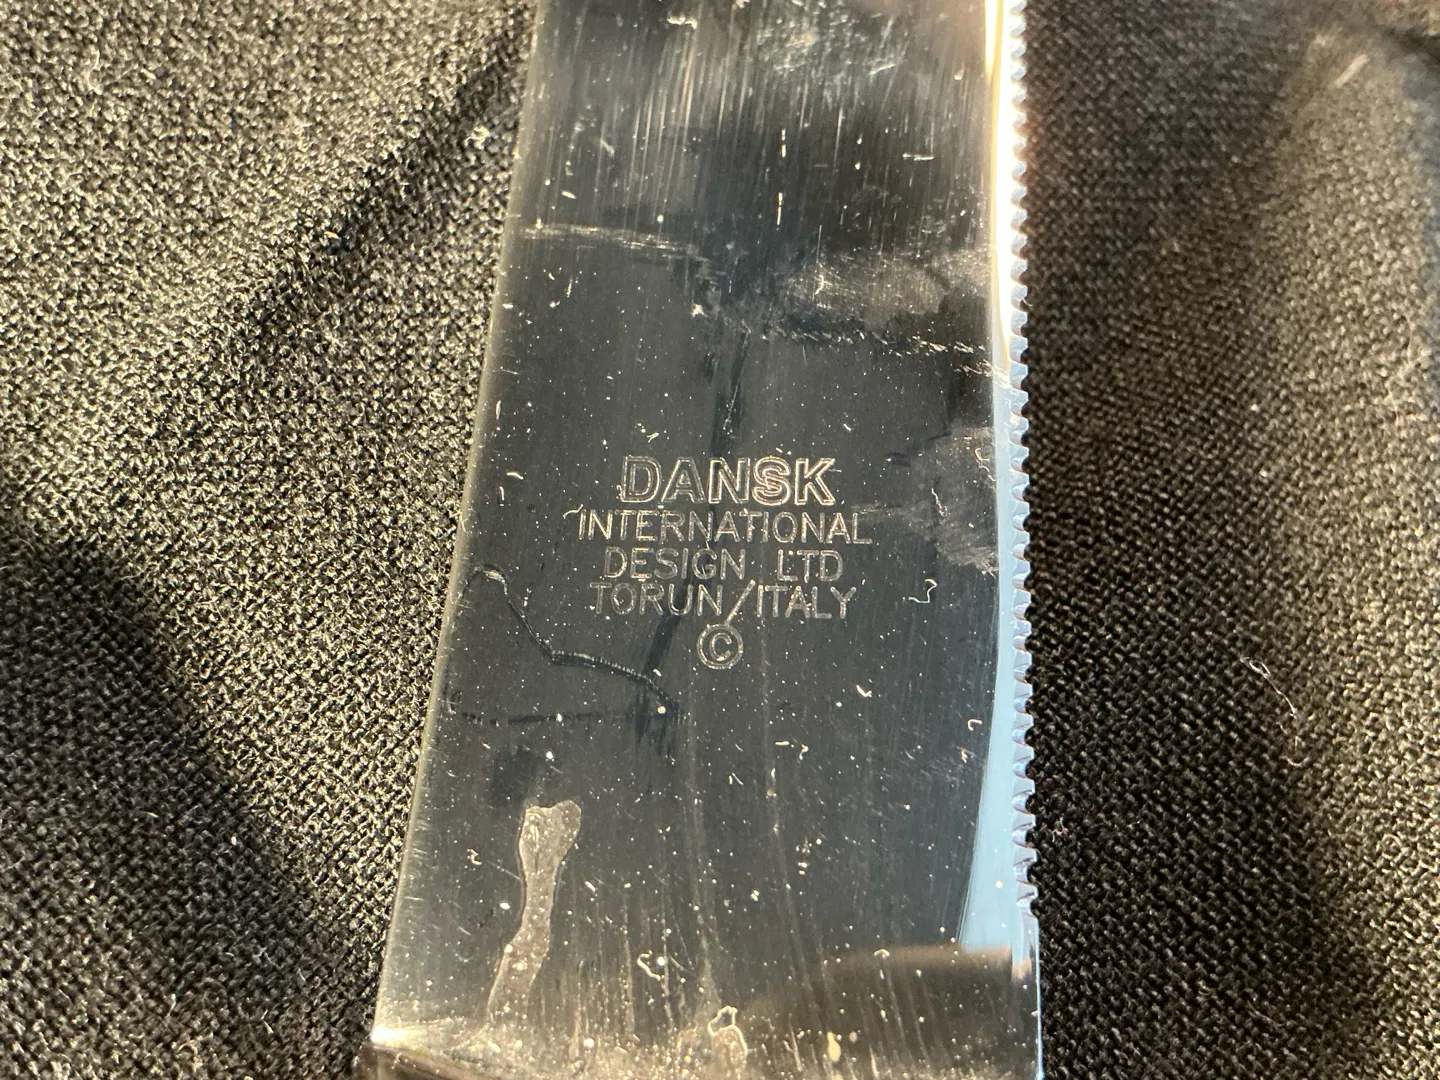 DANSK
INTERNATIONAL
DESIGN LTD
TORUN/ITALY
©